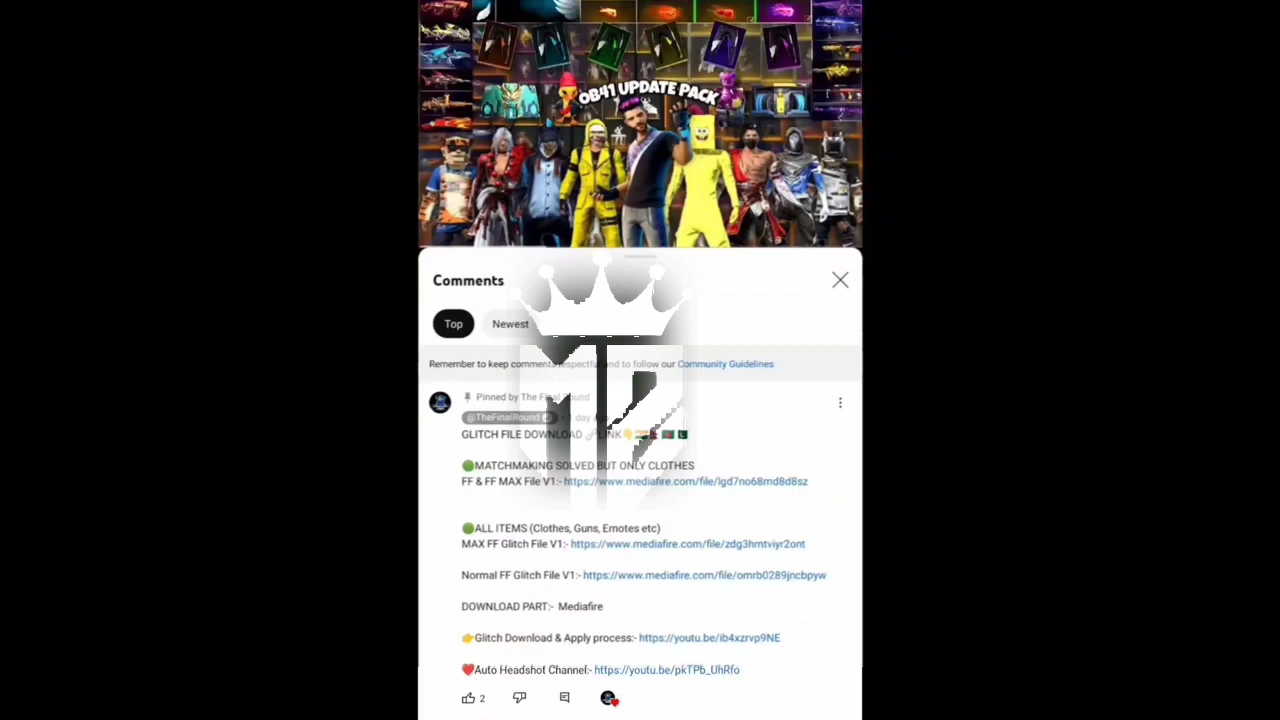 OB41 UPDATE PACK
Comments
Top
Newest
Remember to keep comments respectful and to follow our Community Guidelines
Pinned by The Final Round
@TheFinalRound · 1 day ago
GLITCH FILE DOWNLOAD 🔗LINK👇🇮🇳🇳🇵🇧🇩🇵🇰
🟢MATCHMAKING SOLVED BUT ONLY CLOTHES
FF & FF MAX File V1:- https://www.mediafire.com/file/lgd7no68md8d8sz
🟢ALL ITEMS (Clothes, Guns, Emotes etc)
MAX FF Glitch File V1:- https://www.mediafire.com/file/zdg3hmtviyr2ont
Normal FF Glitch File V1:- https://www.mediafire.com/file/omrb0289jncbpyw
DOWNLOAD PART:- Mediafire
👉Glitch Download & Apply process:- https://youtu.be/ib4xzrvp9NE
❤️Auto Headshot Channel:- https://youtu.be/pkTPb_UhRfo
2